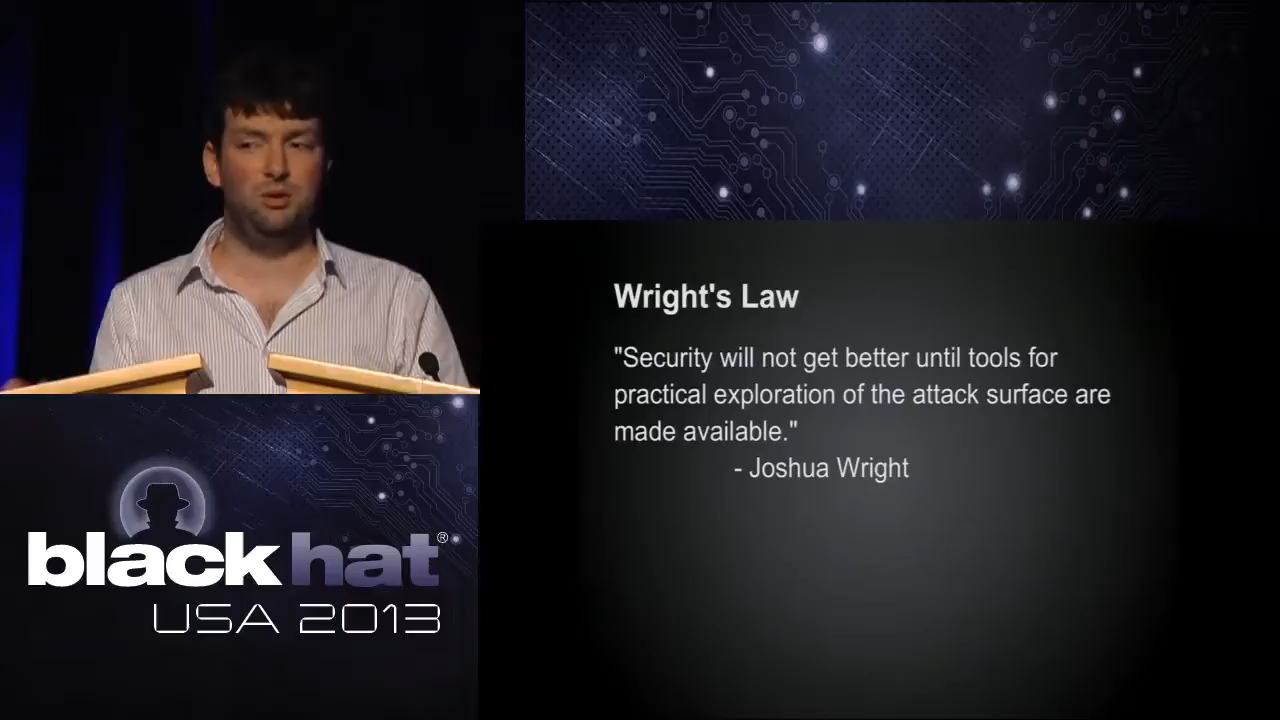 Wright's Law
"Security will not get better until tools for
practical exploration of the attack surface are
made available."
- Joshua Wright
black hat®
USA 2013